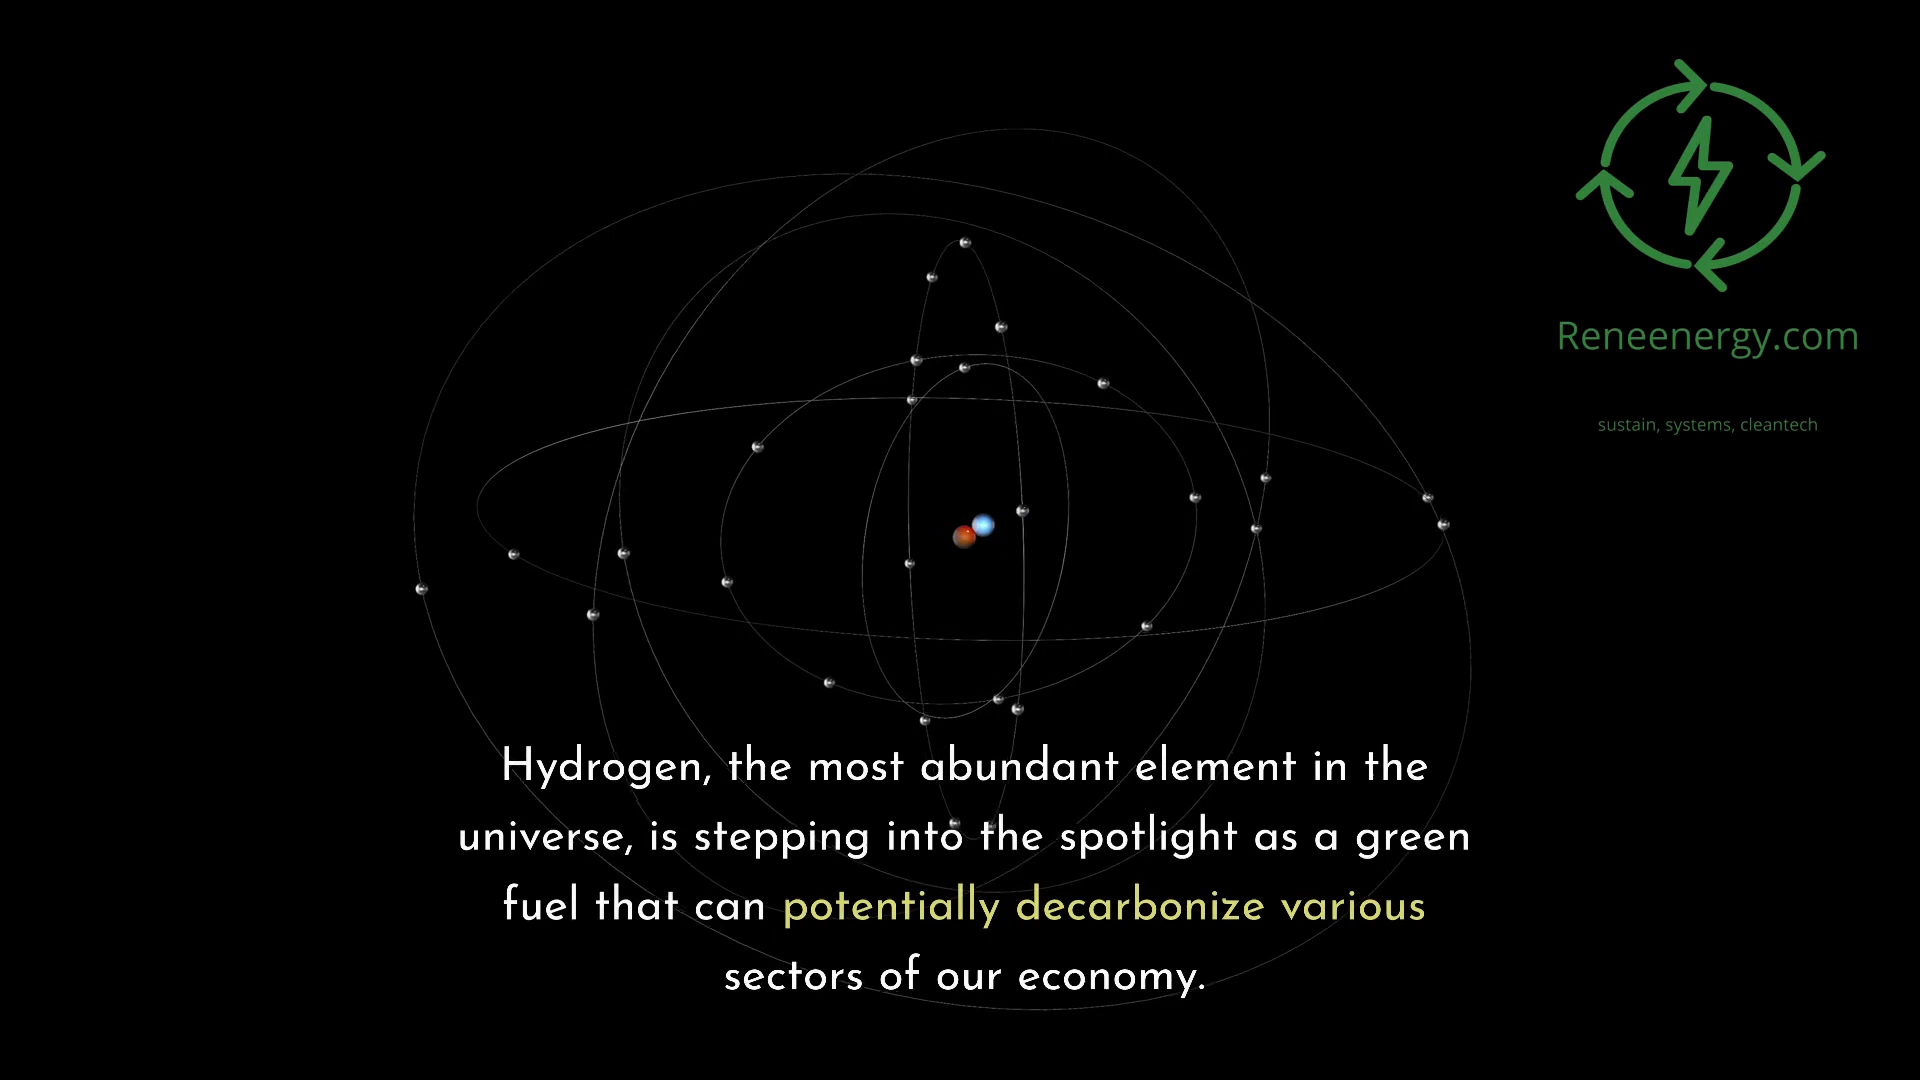 Reneenergy.com
sustain, systems, cleantech
Hydrogen, the most abundant element in the
universe, is stepping into the spotlight as a green
fuel that can potentially decarbonize various
sectors of our economy.